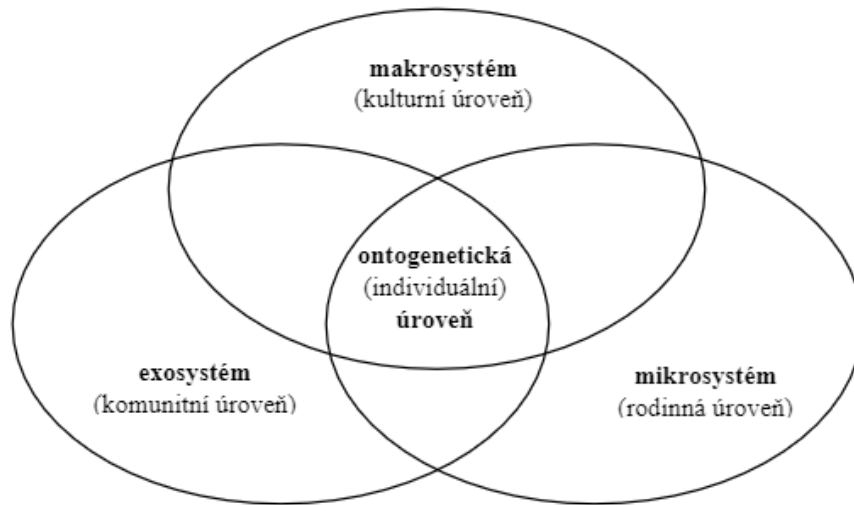 makrosystém
(kulturní úroveň)
ontogenetická
(individuální)
úroveň
exosystém
(komunitní úroveň)
mikrosystém
(rodinná úroveň)